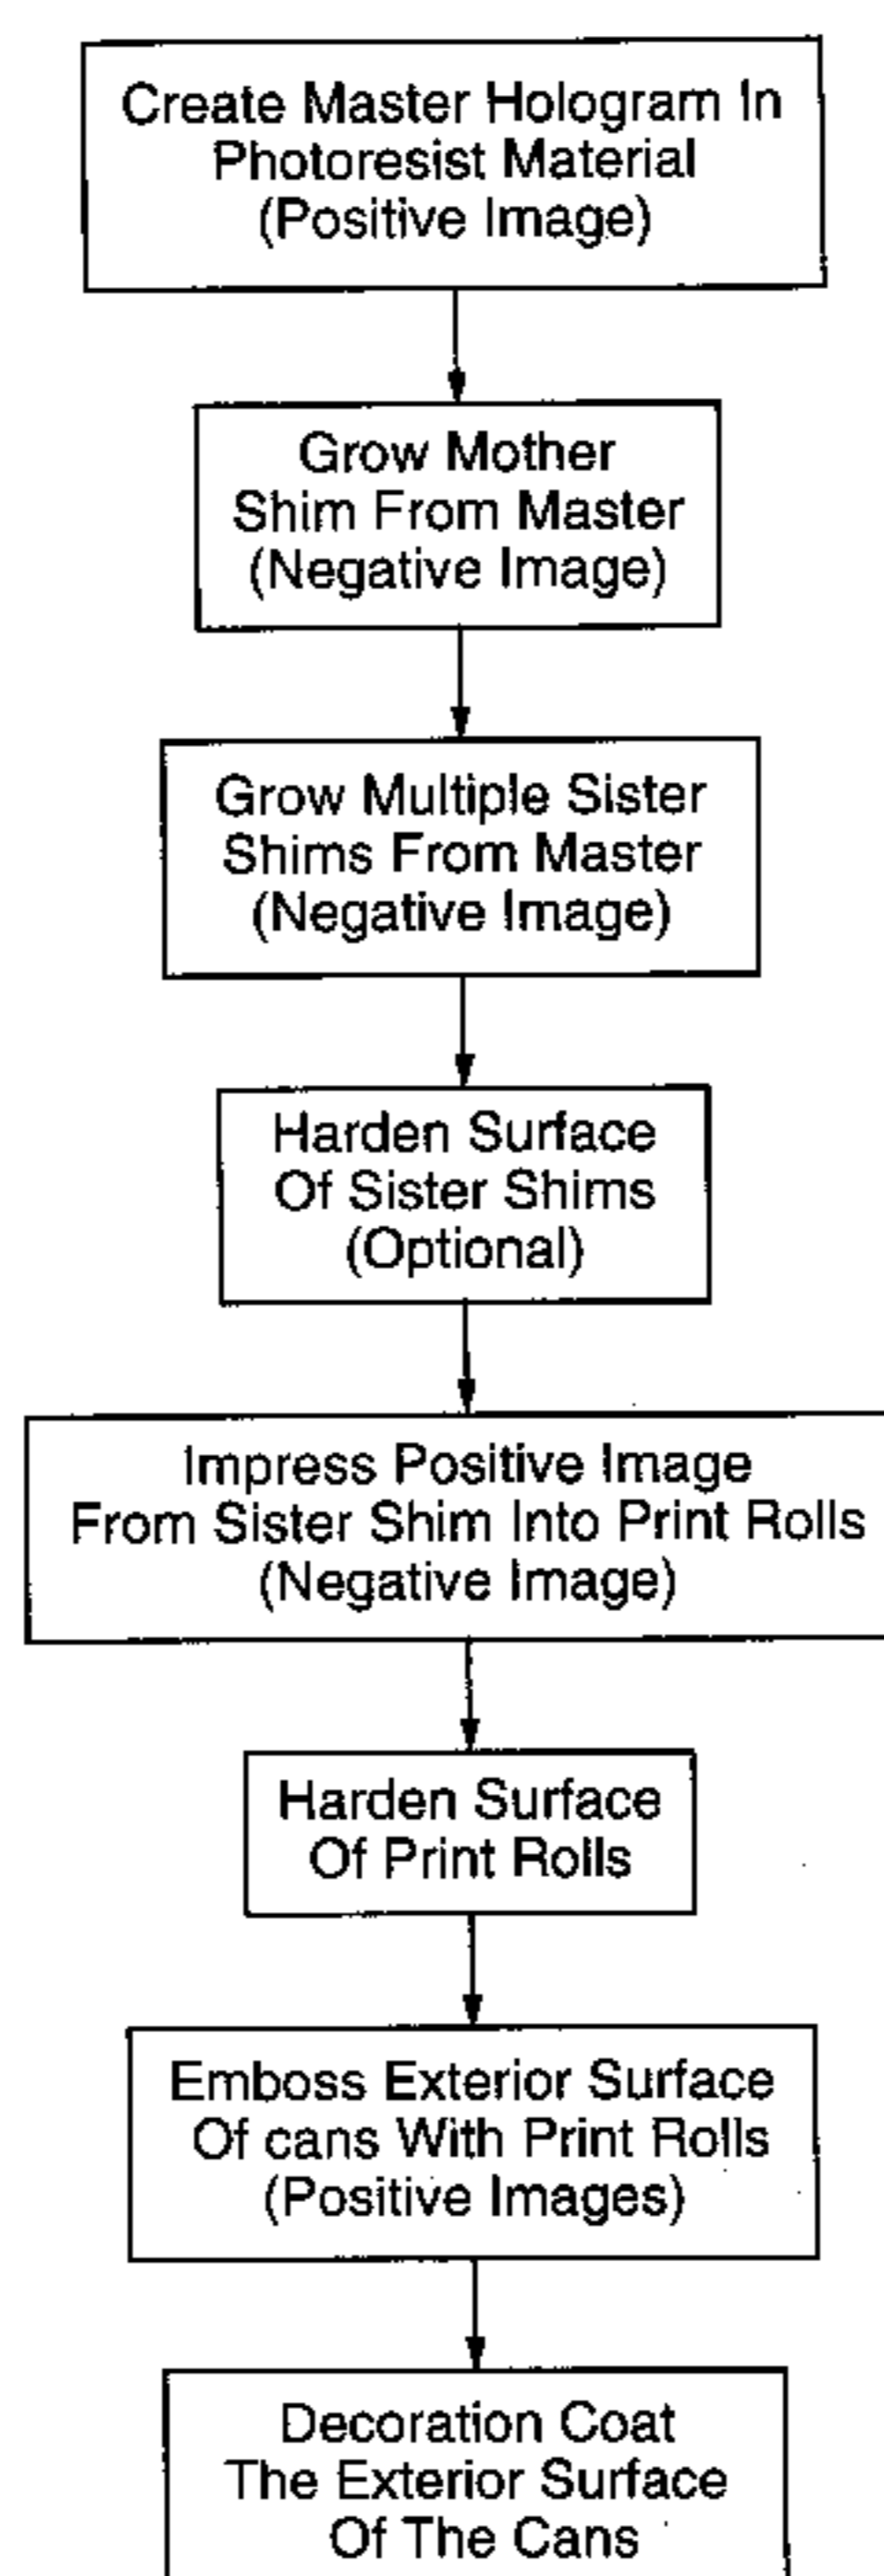 Create Master Hologram In
Photoresist Material
(Positive Image)
Grow Mother
Shim From Master
(Negative Image)
Grow Multiple Sister
Shims From Master
(Negative Image)
Harden Surface
Of Sister Shims
(Optional)
Impress Positive Image
From Sister Shim Into Print Rolls
(Negative Image)
Harden Surface
Of Print Rolls
Emboss Exterior Surface
Of cans With Print Rolls
(Positive Images)
Decoration Coat
The Exterior Surface
Of The Cans